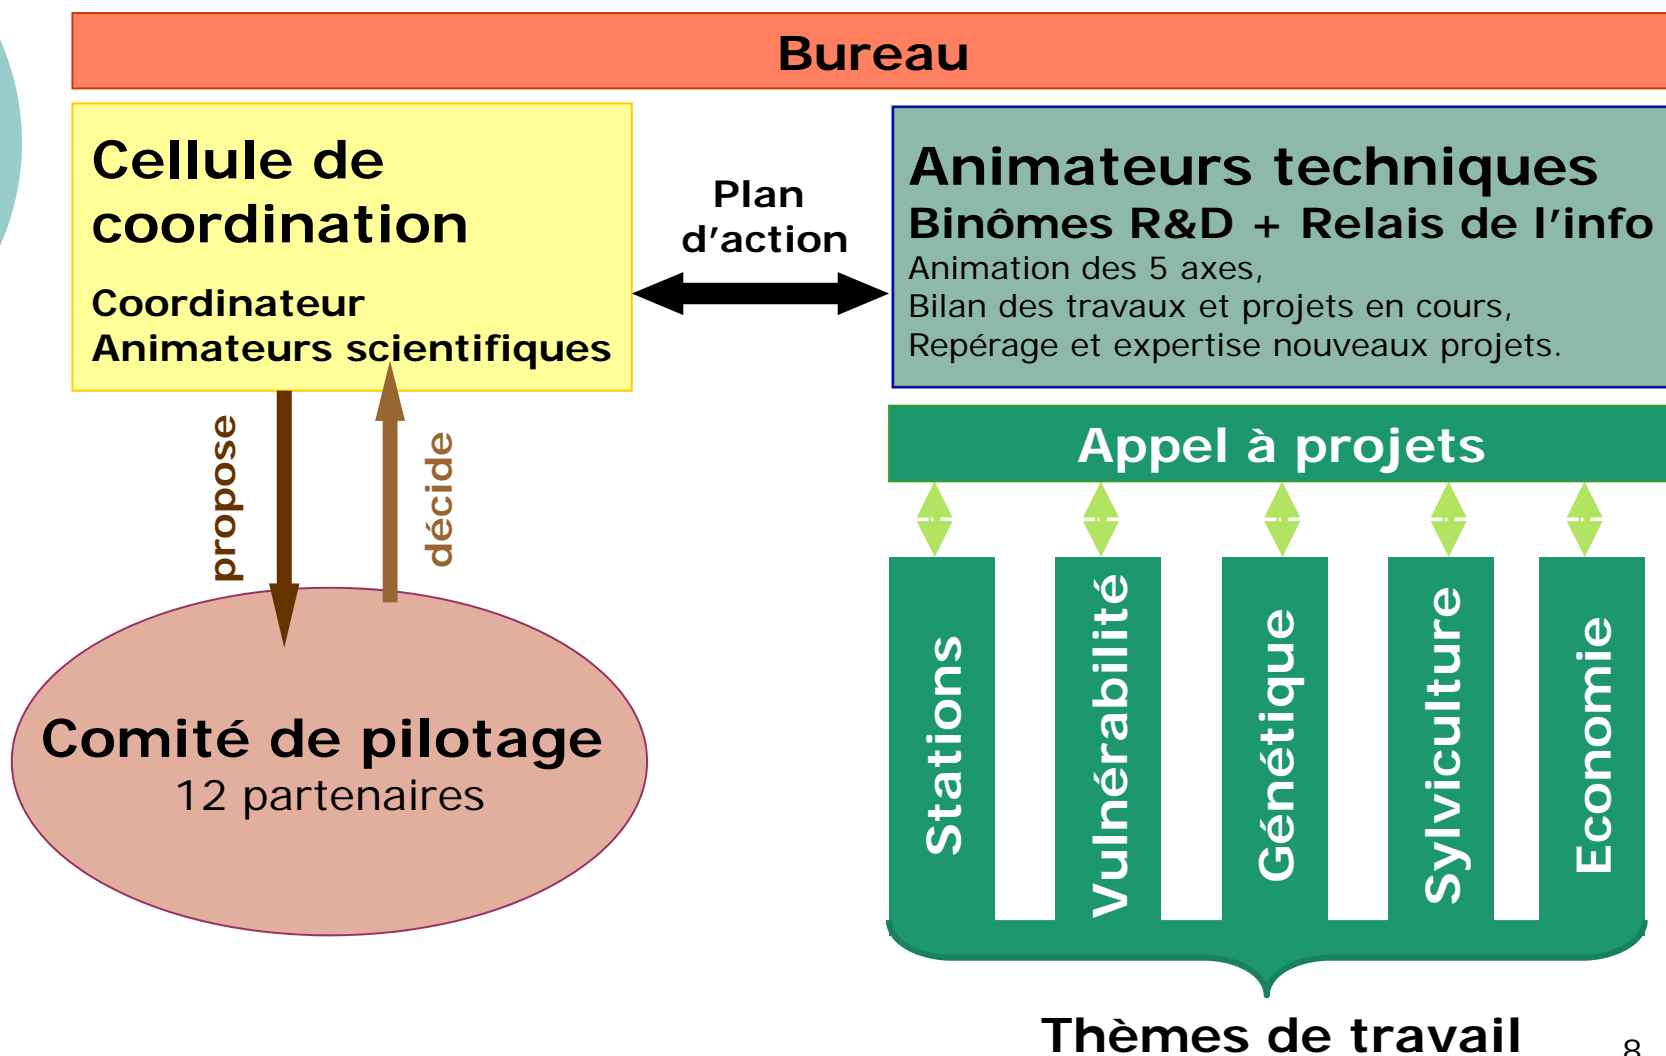 Bureau
Cellule de
coordination
Coordinateur
Animateurs scientifiques
Plan
d'action
Animateurs techniques
Binômes R&D + Relais de l'info
Animation des 5 axes,
Bilan des travaux et projets en cours,
Repérage et expertise nouveaux projets.
propose
décide
Appel à projets
Comité de pilotage
12 partenaires
Stations
Vulnérabilité
Génétique
Sylviculture
Economie
Thèmes de travail
8